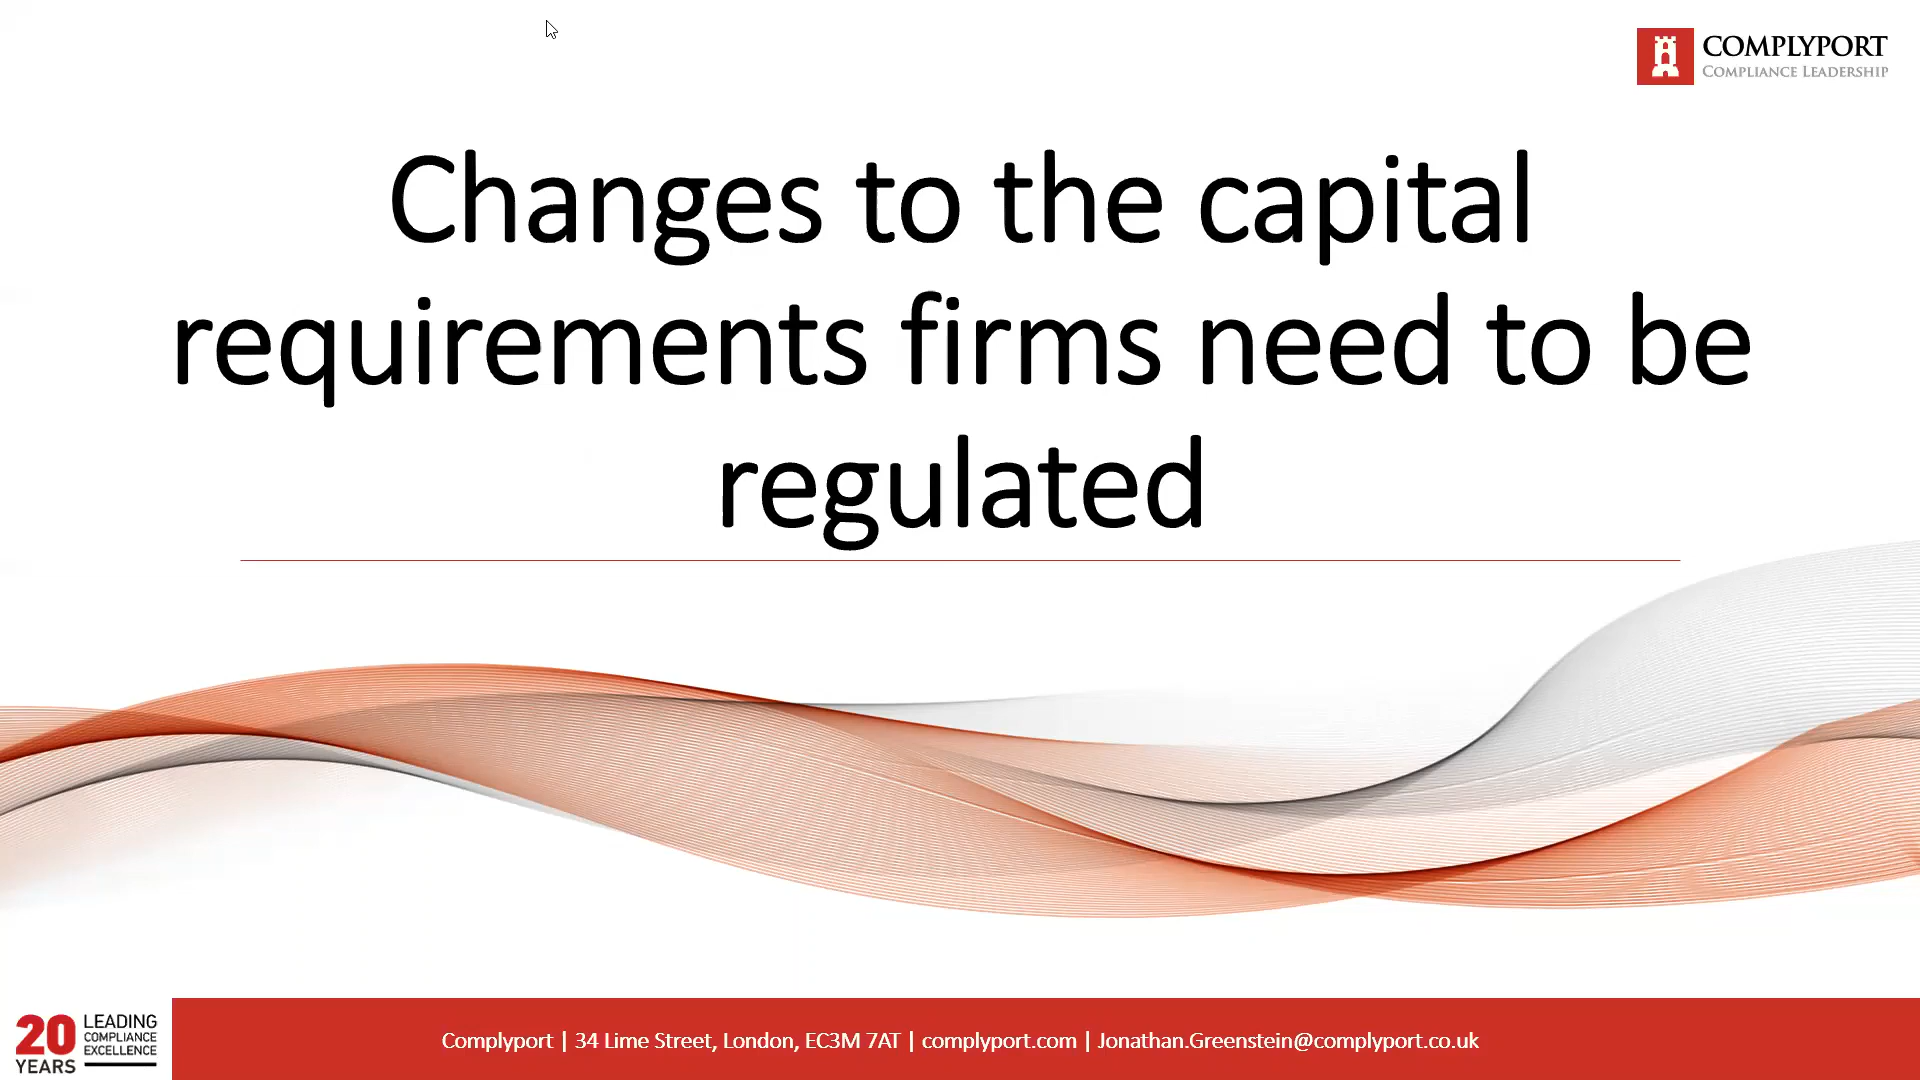 COMPLYPORT
COMPLIANCE LEADERSHIP
Changes to the capital
requirements firms need to be
regulated
20 YEARS
LEADING
COMPLIANCE
EXCELLENCE
Complyport | 34 Lime Street, London, EC3M 7AT | complyport.com | Jonathan.Greenstein@complyport.co.uk